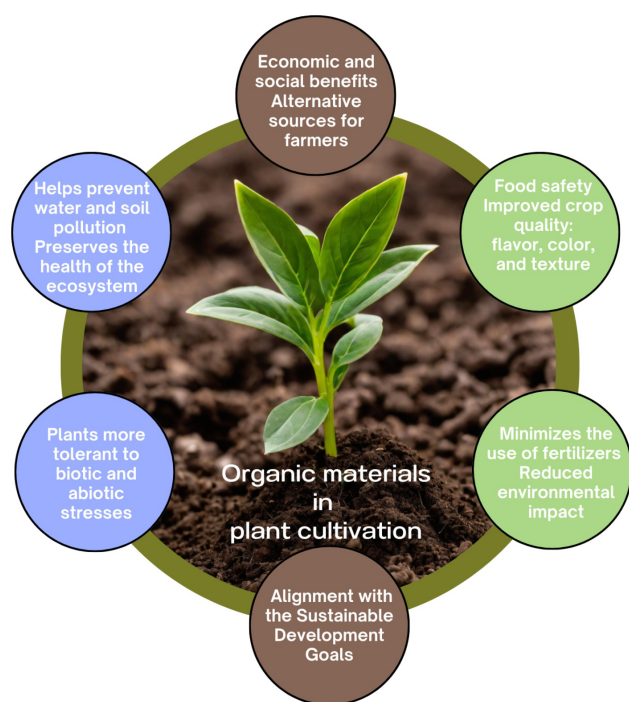 Economic and
social benefits
Alternative
sources for
farmers
Helps prevent
water and soil
pollution
Preserves the
health of the
ecosystem
Food safety
Improved crop
quality:
flavor, color,
and texture
Plants more
tolerant to
biotic and
abiotic
stresses
Minimizes the
use of fertilizers
Reduced
environmental
impact
Organic materials
in
plant cultivation
Alignment with
the Sustainable
Development
Goals